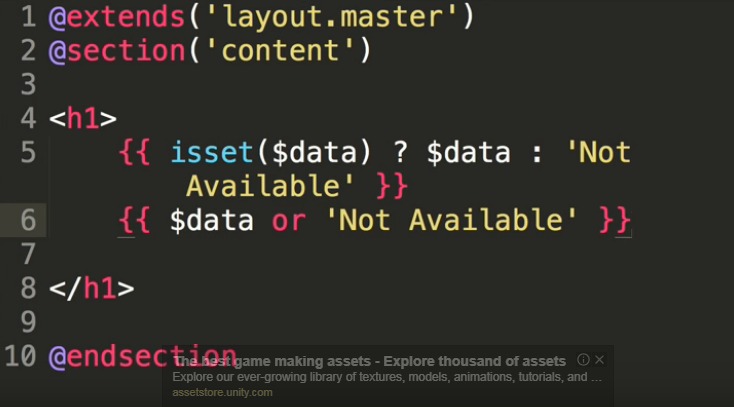 1 @extends('layout.master')
2 @section('content')
3
4 <h1>
5 {{ isset($data) ? $data : 'Not
Available' }}
6 {{ $data or 'Not Available' }}
7
8 </h1>
9
10 @endsection
The best game making assets - Explore thousand of assets
Explore our ever-growing library of textures, models, animations, tutorials, and ...
assetstore.unity.com